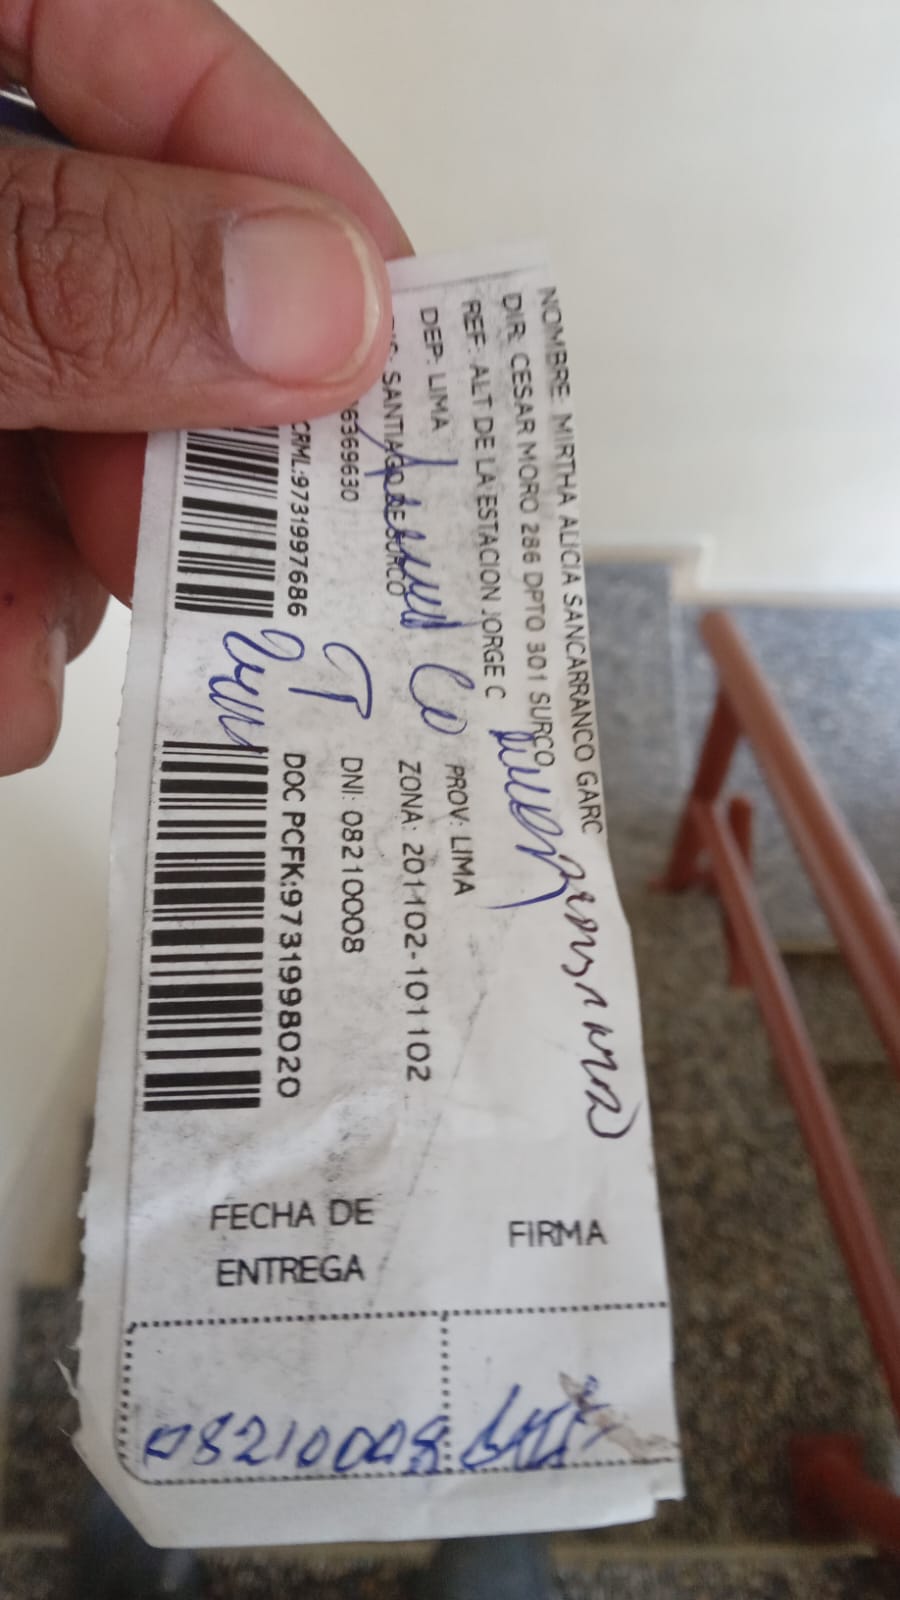 NOMBRE: MIRTHA ALICIA SANCARRANCO GARC
DIR: CESAR MORO 286 DPTO 301 SURCO
REF: ALT DE LA ESTACION JORGE C
DEP: LIMA PROV: LIMA
SANTIAGO DE SURCO ZONA: 201102-101102
6369630 DNI: 08210008
CRML:9731997686 DOC PCFK:9731998020
FIRMA
FECHA DE
ENTREGA
08210008